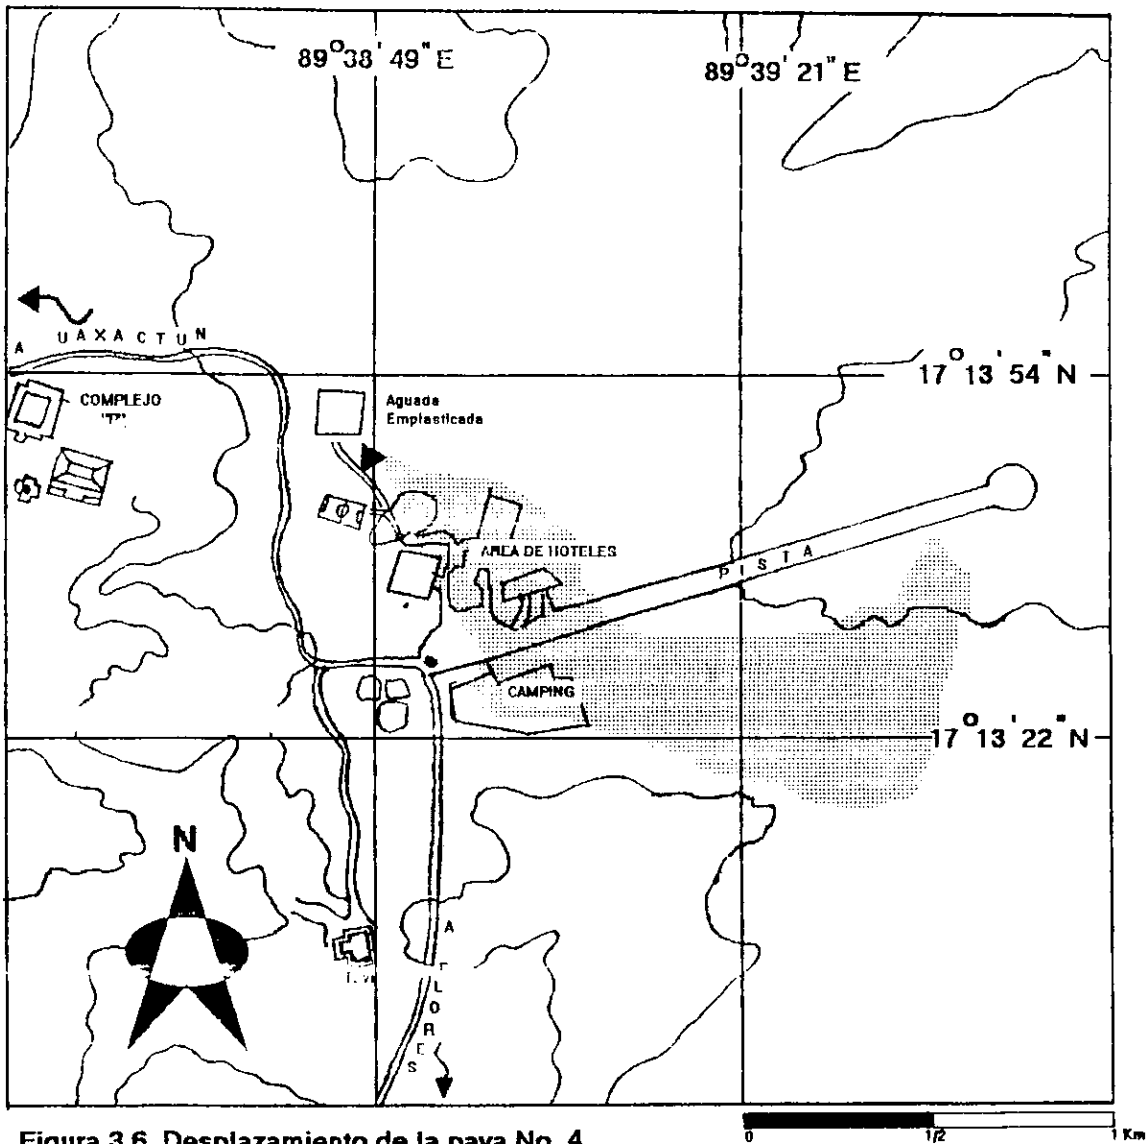 89° 38' 49" E
89° 39' 21" E
A UAXACTUN
17° 13' 54" N
COMPLEJO
Aguada
Emplasticada
AREA DE HOTELES
PISTA
CAMPING
17° 13' 22" N
N
A FLORES
Figura 3.6 Desplazamiento de la pava No. 4
0 1/2 1 Km